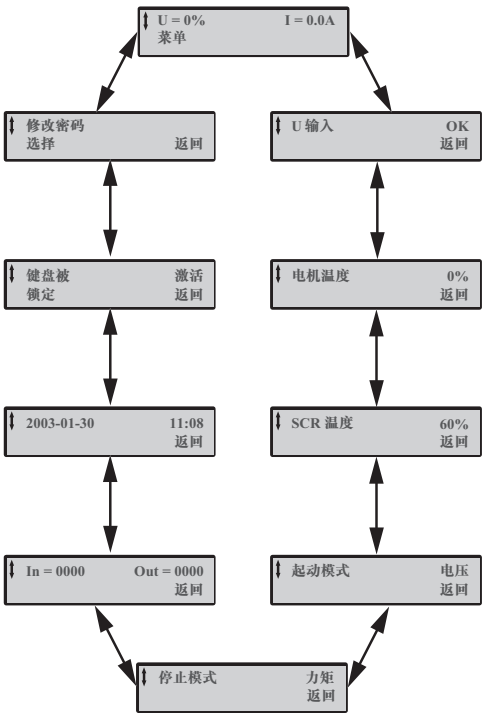 U = 0% I = 0.0A
菜单
修改密码
选择 返回
U 输入 OK
返回
键盘被 激活
锁定 返回
电机温度 0%
返回
2003-01-30 11:08
返回
SCR 温度 60%
返回
In = 0000 Out = 0000
返回
起动模式 电压
返回
停止模式 力矩
返回